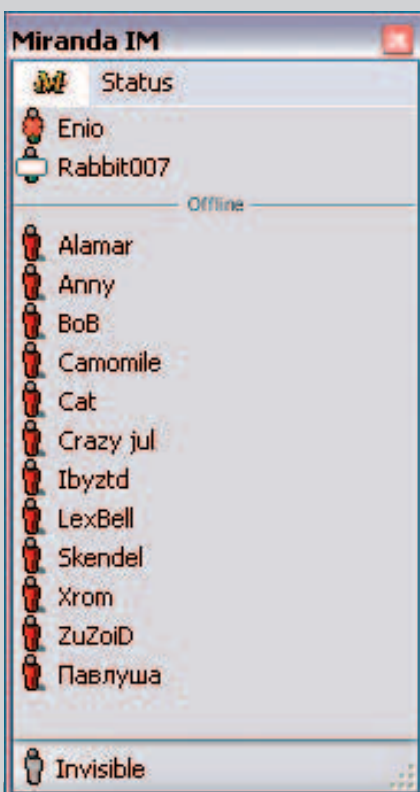 Miranda IM
Status
Enio
Rabbit007
Offline
Alamar
Anny
BoB
Camomile
Cat
Crazy jul
Ibyztd
LexBell
Skendel
Xrom
ZuZoiD
Павлуша
Invisible